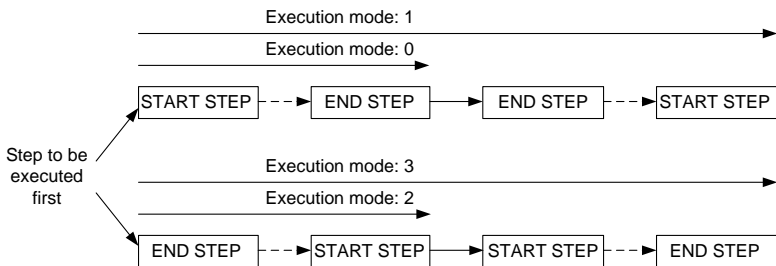 Execution mode: 1
Execution mode: 0
START STEP
END STEP
END STEP
START STEP
Step to be
executed
first
Execution mode: 3
Execution mode: 2
END STEP
START STEP
START STEP
END STEP